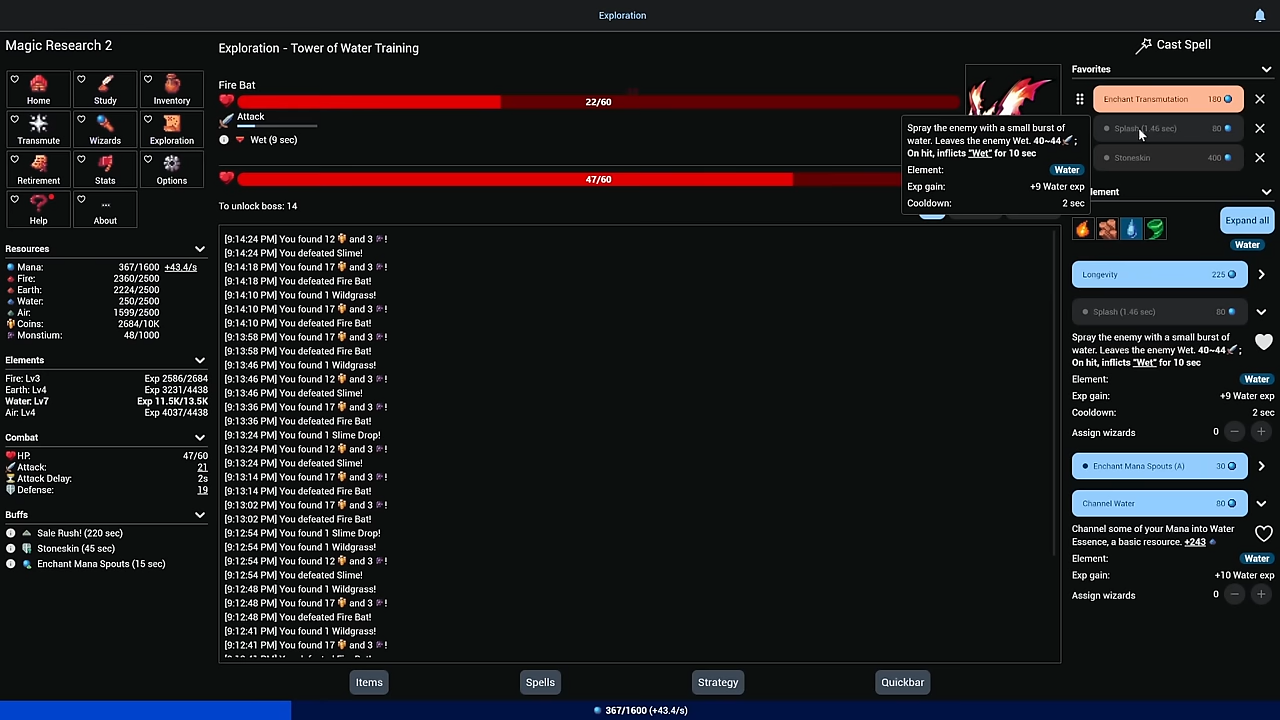 Exploration
Magic Research 2
Home
Study
Inventory
Transmute
Wizards
Exploration
Retirement
Stats
Options
Help
About
Resources
Mana: 367/1600 +43.4/s
Fire: 2360/2500
Earth: 2224/2500
Water: 250/2500
Air: 1599/2500
Coins: 2684/10K
Monstium: 48/1000
Elements
Fire: Lv3 Exp 2586/2684
Earth: Lv4 Exp 3231/4438
Water: Lv7 Exp 11.5K/13.5K
Air: Lv4 Exp 4037/4438
Combat
HP: 47/60
Attack: 21
Attack Delay: 2s
Defense: 19
Buffs
Sale Rush! (220 sec)
Stoneskin (45 sec)
Enchant Mana Spouts (15 sec)
Exploration - Tower of Water Training
Fire Bat
22/60
Attack
Wet (9 sec)
47/60
To unlock boss: 14
[9:14:24 PM] You found 12 and 3 !
[9:14:24 PM] You defeated Slime!
[9:14:18 PM] You found 17 and 3 !
[9:14:18 PM] You defeated Fire Bat!
[9:14:10 PM] You found 1 Wildgrass!
[9:14:10 PM] You found 17 and 3 !
[9:14:10 PM] You defeated Fire Bat!
[9:13:58 PM] You found 17 and 3 !
[9:13:58 PM] You defeated Fire Bat!
[9:13:46 PM] You found 1 Wildgrass!
[9:13:46 PM] You found 12 and 3 !
[9:13:46 PM] You defeated Slime!
[9:13:36 PM] You found 17 and 3 !
[9:13:36 PM] You defeated Fire Bat!
[9:13:24 PM] You found 1 Slime Drop!
[9:13:24 PM] You found 12 and 3 !
[9:13:24 PM] You defeated Slime!
[9:13:14 PM] You found 17 and 3 !
[9:13:14 PM] You defeated Fire Bat!
[9:13:02 PM] You found 17 and 3 !
[9:13:02 PM] You defeated Fire Bat!
[9:12:54 PM] You found 1 Slime Drop!
[9:12:54 PM] You found 1 Wildgrass!
[9:12:54 PM] You found 12 and 3 !
[9:12:54 PM] You defeated Slime!
[9:12:48 PM] You found 1 Wildgrass!
[9:12:48 PM] You found 17 and 3 !
[9:12:48 PM] You defeated Fire Bat!
[9:12:41 PM] You found 1 Wildgrass!
[9:12:41 PM] You found 17 and 3 !
Items
Spells
Strategy
Quickbar
Spray the enemy with a small burst of
water. Leaves the enemy Wet. 40~44 ;
On hit, inflicts "Wet" for 10 sec
Element: Water
Exp gain: +9 Water exp
Cooldown: 2 sec
Cast Spell
Favorites
Enchant Transmutation 180
Splash (1.46 sec) 80
Stoneskin 400
lement
Expand all
Water
Longevity 225
Splash (1.46 sec) 80
Spray the enemy with a small burst of
water. Leaves the enemy Wet. 40~44 ;
On hit, inflicts "Wet" for 10 sec
Element: Water
Exp gain: +9 Water exp
Cooldown: 2 sec
Assign wizards 0
Enchant Mana Spouts (A) 30
Channel Water 80
Channel some of your Mana into Water
Essence, a basic resource. +243
Element: Water
Exp gain: +10 Water exp
Assign wizards 0
367/1600 (+43.4/s)